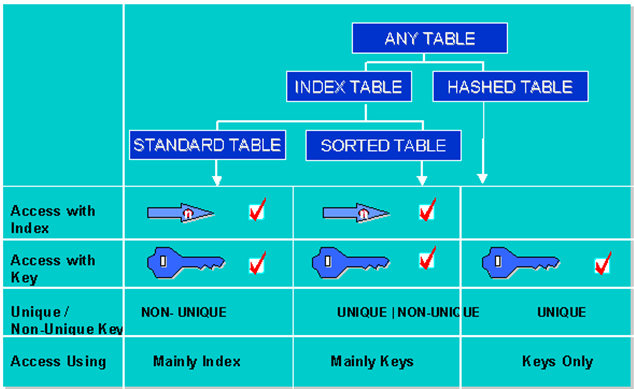 ANY TABLE
INDEX TABLE HASHED TABLE
STANDARD TABLE SORTED TABLE
Access with
Index
n n
Access with
Key
Unique / NON- UNIQUE UNIQUE | NON-UNIQUE UNIQUE
Non-Unique Key
Access Using Mainly Index Mainly Keys Keys Only